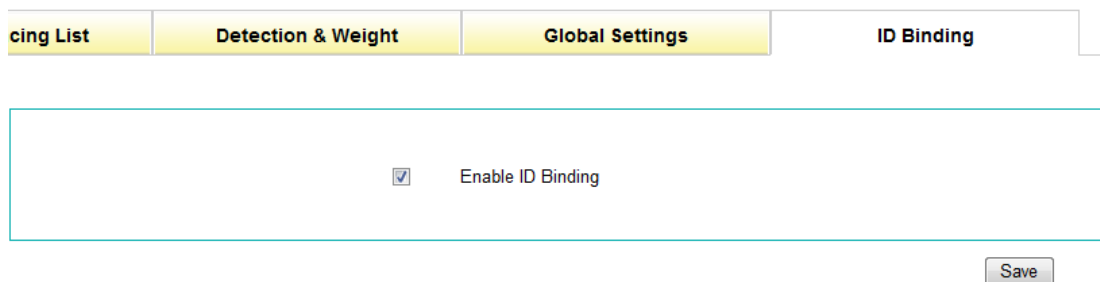 cing List Detection & Weight Global Settings ID Binding
Enable ID Binding
Save